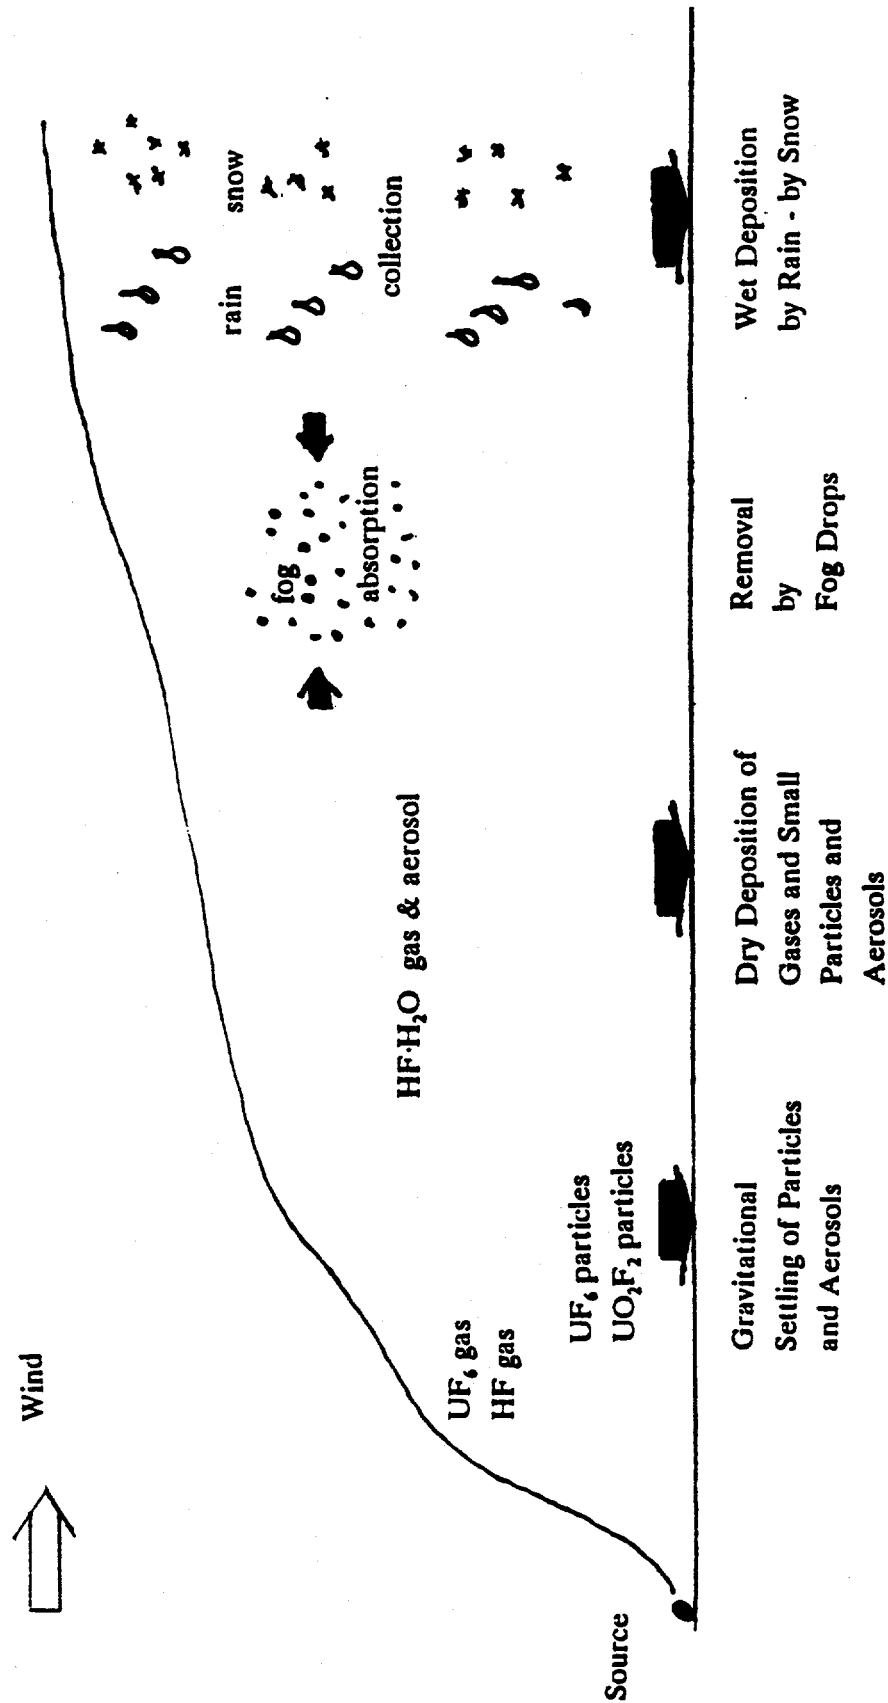 Wind
Source
UF₆ gas
HF gas
UF₆ particles
UO₂F₂ particles
HF·H₂O gas & aerosol
fog
absorption
rain
snow
collection
Gravitational
Settling of Particles
and Aerosols
Dry Deposition of
Gases and Small
Particles and
Aerosols
Removal
by
Fog Drops
Wet Deposition
by Rain - by Snow